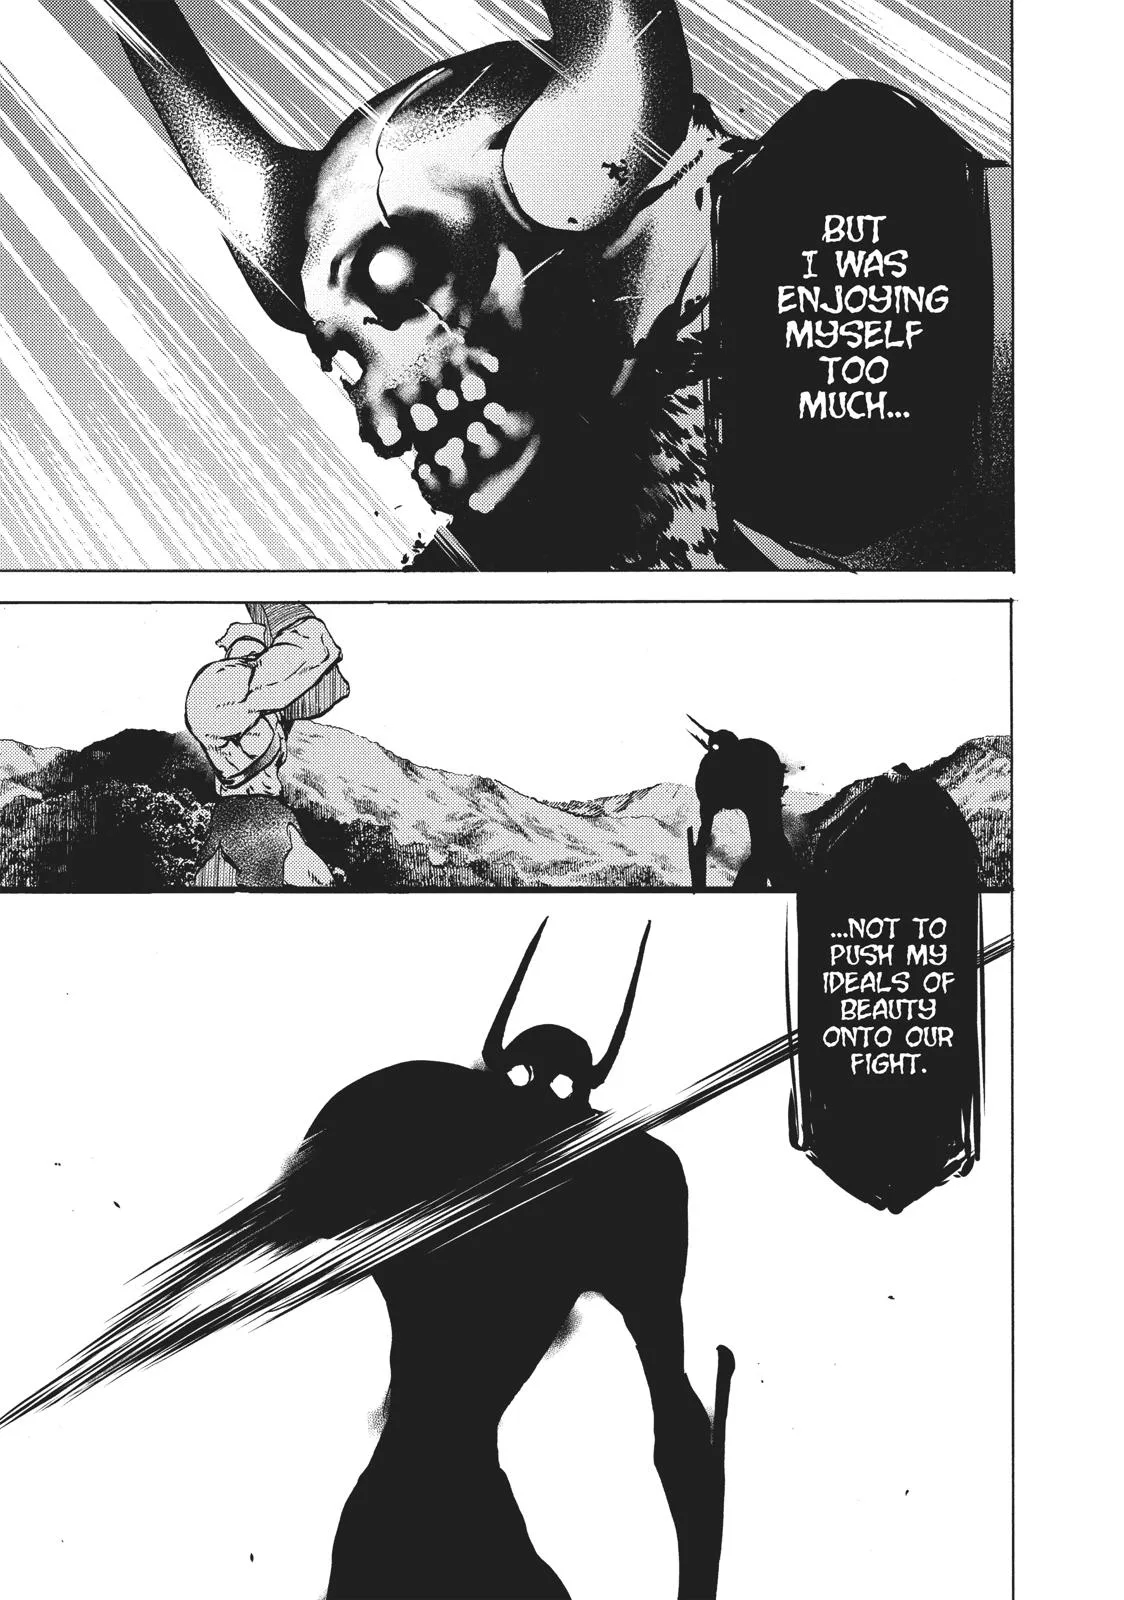 BUT
I WAS
ENJOYING
MYSELF
TOO
MUCH...
...NOT TO
PUSH MY
IDEALS OF
BEAUTY
ONTO OUR
FIGHT.